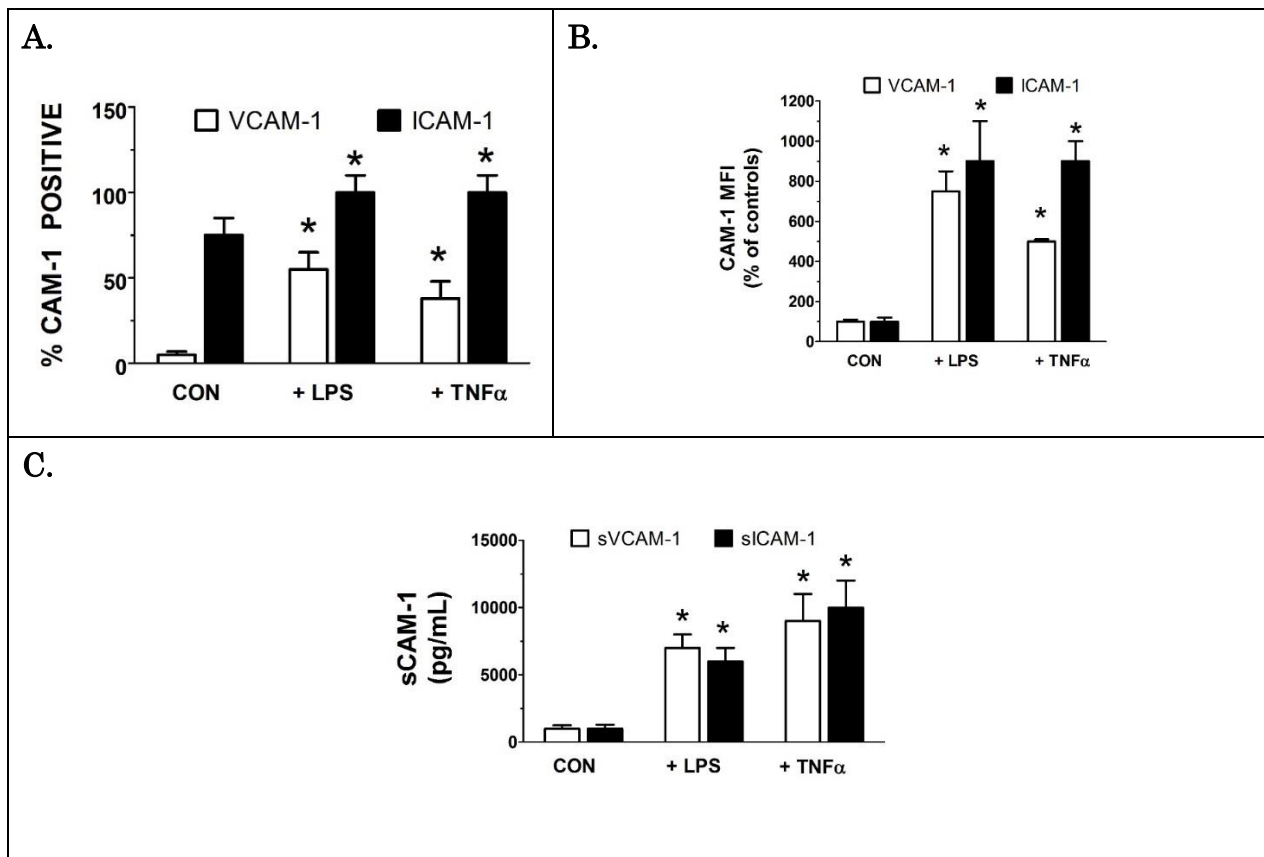 A.
% CAM-1 POSITIVE
VCAM-1 ICAM-1
150
100
50
0
* * * *
CON + LPS + TNFα
B.
CAM-1 MFI
(% of controls)
VCAM-1 ICAM-1
1200
1000
800
600
400
200
0
* * * *
CON + LPS + TNFα
C.
sCAM-1
(pg/mL)
sVCAM-1 sICAM-1
15000
10000
5000
0
* * * *
CON + LPS + TNFα